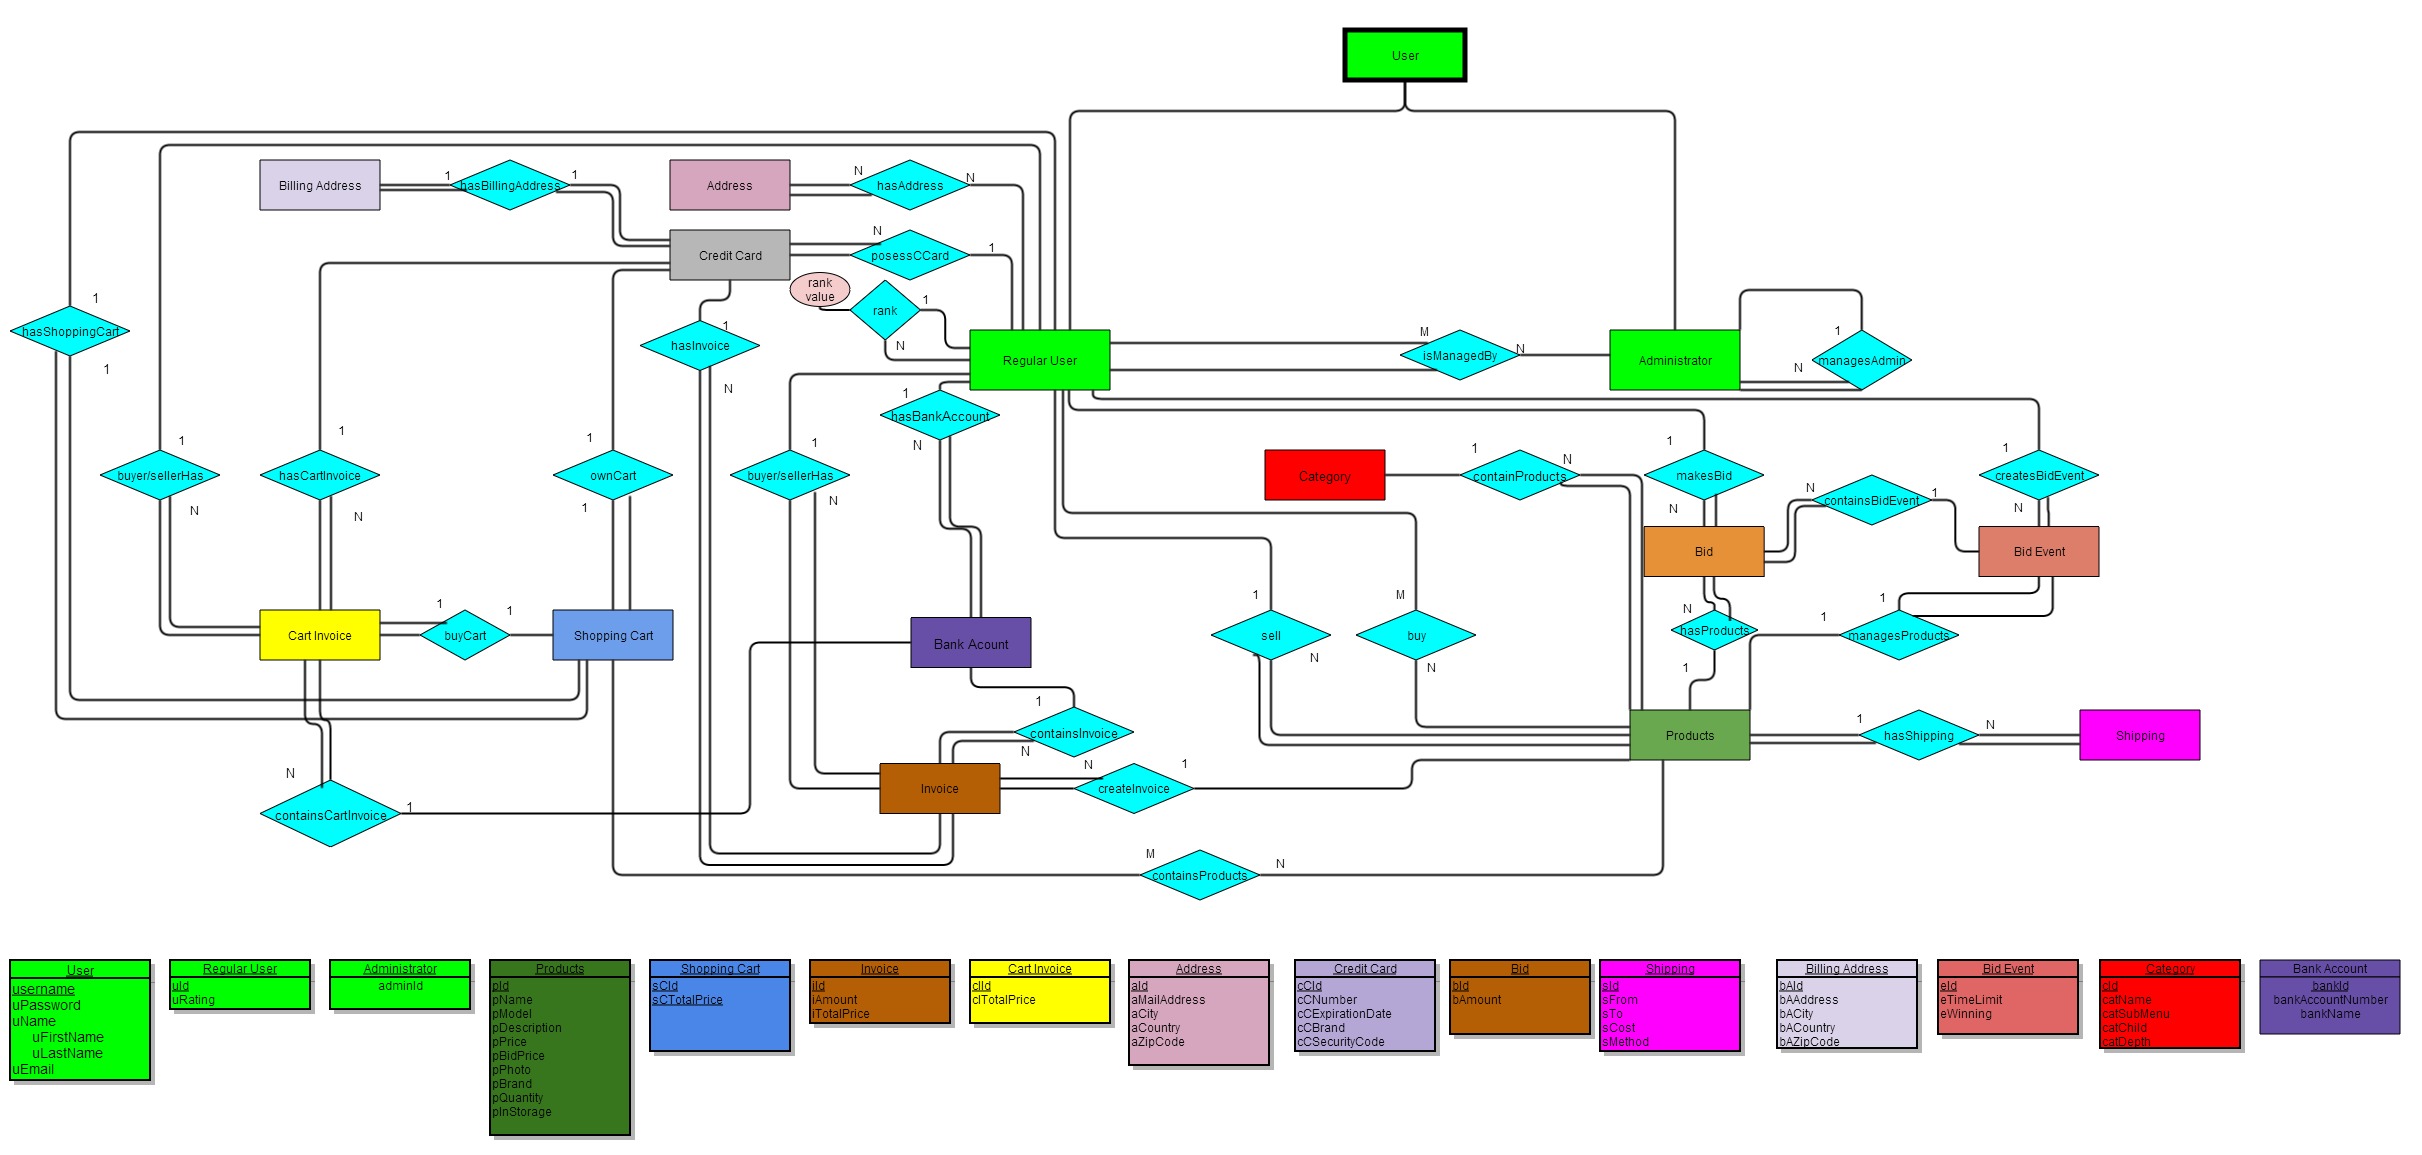 User
Billing Address
1
hasBillingAddress
1
Address
N
hasAddress
N
Credit Card
N
posessCCard
1
rank
value
rank
1
N
1
hasShoppingCart
1
1
hasInvoice
N
Regular User
M
isManagedBy
N
Administrator
1
managesAdmin
N
1
hasBankAccount
N
1
buyer/sellerHas
N
1
hasCartInvoice
N
1
ownCart
1
1
buyer/sellerHas
N
Category
1
containProducts
N
1
makesBid
N
N
containsBidEvent
1
1
createsBidEvent
N
Bid
Bid Event
Cart Invoice
1
buyCart
1
Shopping Cart
Bank Acount
1
sell
N
M
buy
N
N
hasProducts
1
1
managesProducts
1
1
containsInvoice
N
Products
1
hasShipping
N
Shipping
N
containsCartInvoice
1
Invoice
N
createInvoice
1
M
containsProducts
N
User
username
uPassword
uName
uFirstName
uLastName
uEmail
Regular User
uId
uRating
Administrator
adminId
Products
pId
pName
pModel
pDescription
pPrice
pBidPrice
pPhoto
pBrand
pQuantity
pInStorage
Shopping Cart
sCId
sCTotalPrice
Invoice
iId
iAmount
iTotalPrice
Cart Invoice
cIId
cITotalPrice
Address
aId
aMailAddress
aCity
aCountry
aZipCode
Credit Card
cCId
cCNumber
cCExpirationDate
cCBrand
cCSecurityCode
Bid
bId
bAmount
Shipping
sId
sFrom
sTo
sCost
sMethod
Billing Address
bAId
bAAddress
bACity
bACountry
bAZipCode
Bid Event
eId
eTimeLimit
eWinning
Category
cId
catName
catSubMenu
catChild
catDepth
Bank Account
bankId
bankAccountNumber
bankName